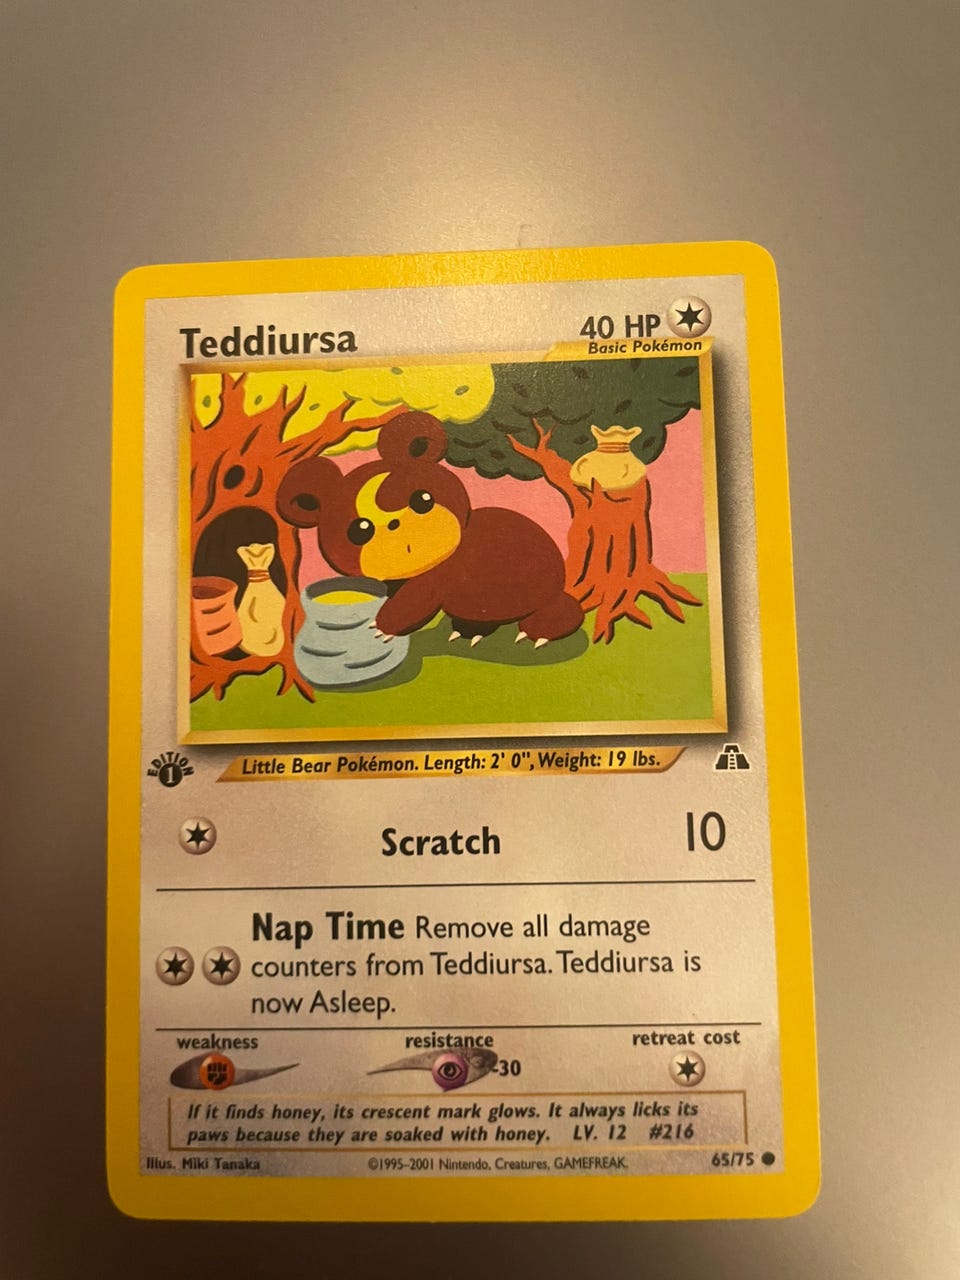 Teddiursa
40 HP
Basic Pokémon
EDITION
1
Little Bear Pokémon. Length: 2' 0", Weight: 19 lbs.
Scratch 10
Nap Time Remove all damage
counters from Teddiursa. Teddiursa is
now Asleep.
weakness resistance retreat cost
-30
If it finds honey, its crescent mark glows. It always licks its
paws because they are soaked with honey. LV. 12 #216
Illus. Miki Tanaka ©1995-2001 Nintendo, Creatures, GAMEFREAK. 65/75